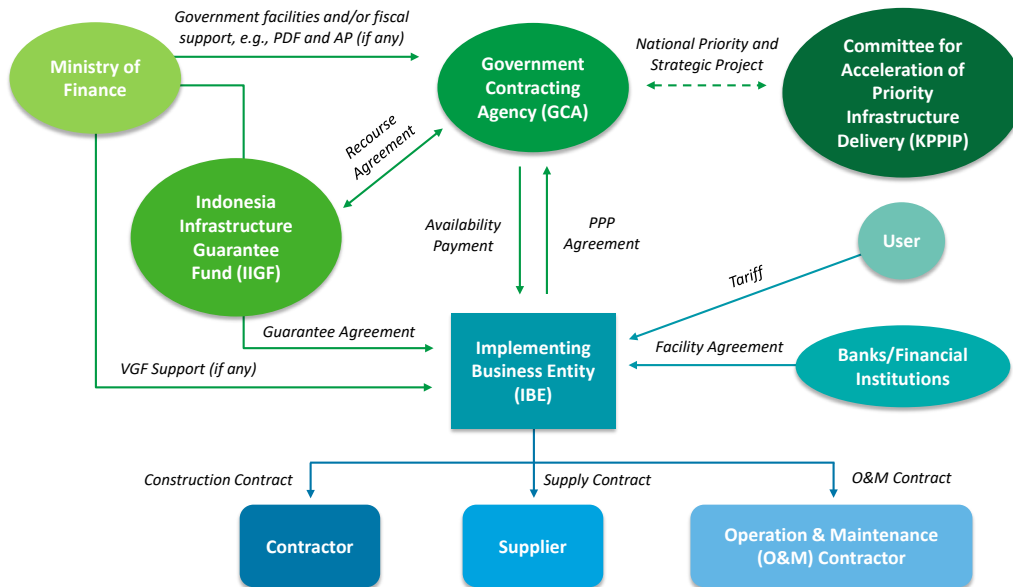 Government facilities and/or fiscal
support, e.g., PDF and AP (if any)
Ministry of
Finance
Government
Contracting
Agency (GCA)
National Priority and
Strategic Project
Committee for
Acceleration of
Priority
Infrastructure
Delivery (KPPIP)
Recourse
Agreement
Indonesia
Infrastructure
Guarantee
Fund (IIGF)
Availability
Payment
PPP
Agreement
User
Tariff
Guarantee Agreement
VGF Support (if any)
Implementing
Business Entity
(IBE)
Facility Agreement
Banks/Financial
Institutions
Construction Contract
Supply Contract
O&M Contract
Contractor
Supplier
Operation & Maintenance
(O&M) Contractor